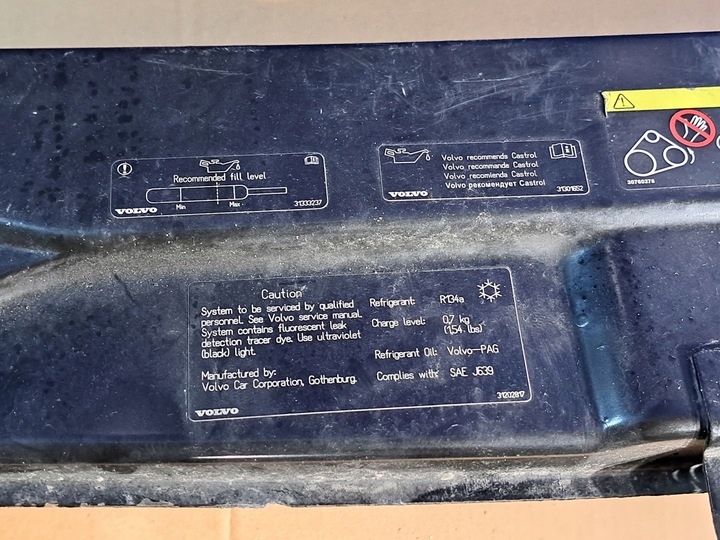 Recommended fill level
Min
Max
VOLVO
31333237
Volvo recommends Castrol
Volvo recommande Castrol
Volvo recomienda Castrol
Volvo рекомендует Castrol
VOLVO
31301652
30760378
Caution
System to be serviced by qualified
personnel. See Volvo service manual.
System contains fluorescent leak
detection tracer dye. Use ultraviolet
(black) light.
Manufactured by:
Volvo Car Corporation, Gothenburg.
Refrigerant: R134a
Charge level: 0,7 kg
(1,54. lbs)
Refrigerant Oil: Volvo-PAG
Complies with: SAE J639
VOLVO
31202817